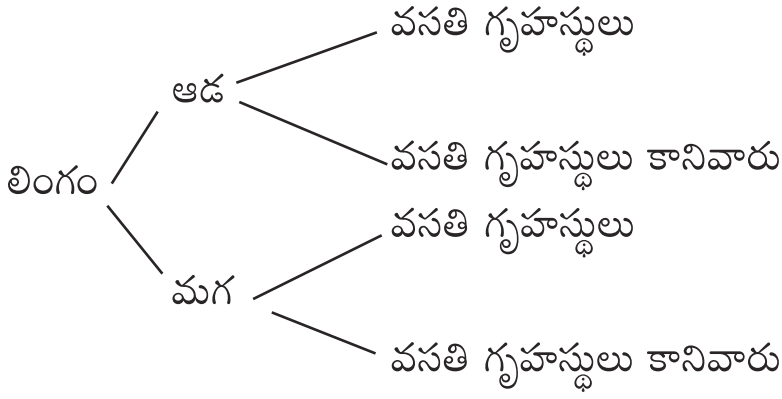 వసతి గృహస్థులు
ఆడ
వసతి గృహస్థులు కానివారు
లింగం
వసతి గృహస్థులు
మగ
వసతి గృహస్థులు కానివారు